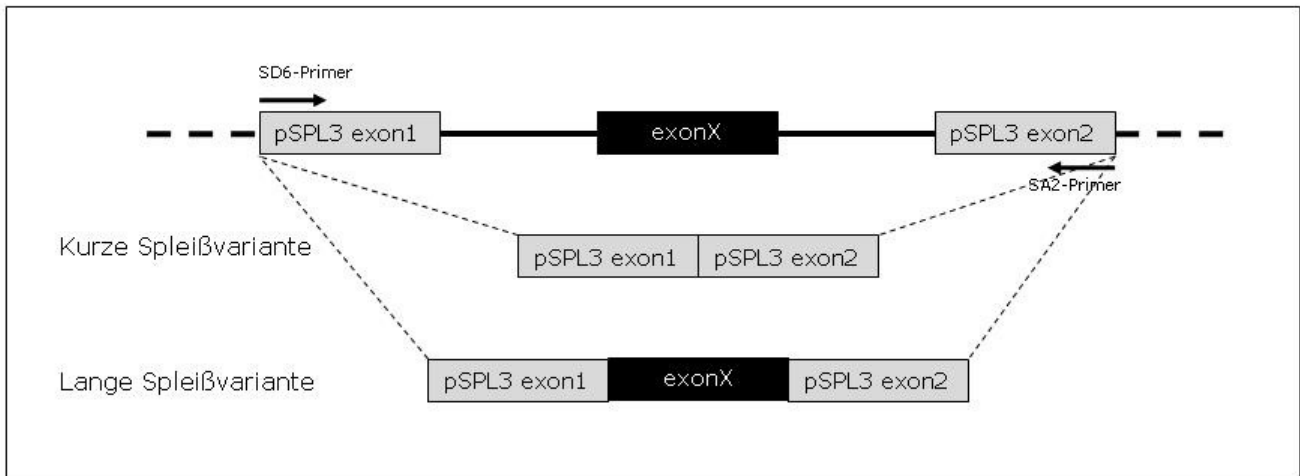 SD6-Primer
pSPL3 exon1 exonX pSPL3 exon2
SA2-Primer
Kurze Spleißvariante pSPL3 exon1 pSPL3 exon2
Lange Spleißvariante pSPL3 exon1 exonX pSPL3 exon2